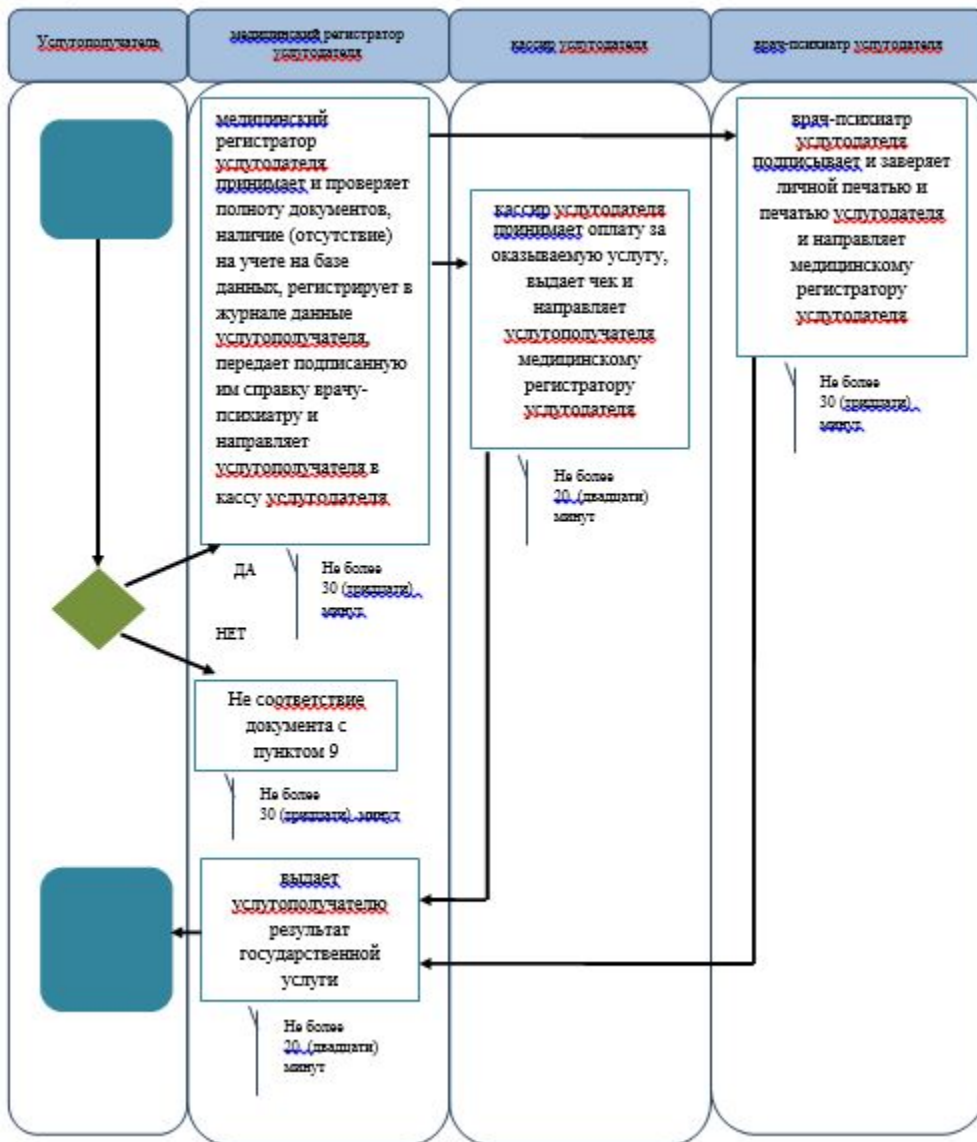 Услугополучатель
медицинский регистратор
услугодателя
кассир услугодателя
врач-психиатр услугодателя
медицинский
регистратор
услугодателя
принимает и проверяет
полноту документов,
наличие (отсутствие)
на учете на базе
данных, регистрирует в
журнале данные
услугополучателя,
передает подписанную
им справку врачу-
психиатру и
направляет
услугополучателя в
кассу услугодателя
кассир услугодателя
принимает оплату за
оказываемую услугу,
выдает чек и
направляет
услугополучателя
медицинскому
регистратору
услугодателя
врач-психиатр
услугодателя
подписывает и заверяет
личной печатью и
печатью услугодателя
и направляет
медицинскому
регистратору
услугодателя
Не более
30 (тридцати)
минут
Не более
20 (двадцати)
минут
ДА
Не более
30 (тридцати)
минут
НЕТ
Не соответствие
документа с
пунктом 9
Не более
30 (тридцати) минут
выдает
услугополучателю
результат
государственной
услуги
Не более
20 (двадцати)
минут